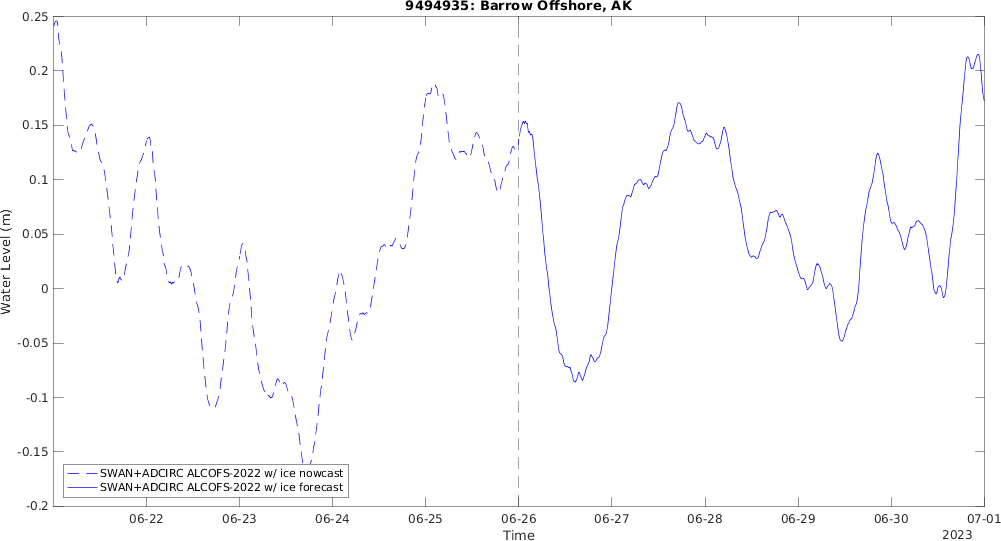 9494935: Barrow Offshore, AK
0.25
0.2
0.15
0.1
0.05
0
-0.05
-0.1
-0.15
-0.2
Water Level (m)
SWAN+ADCIRC ALCOFS-2022 w/ ice nowcast
SWAN+ADCIRC ALCOFS-2022 w/ ice forecast
06-22 06-23 06-24 06-25 06-26 06-27 06-28 06-29 06-30 07-01
Time
2023